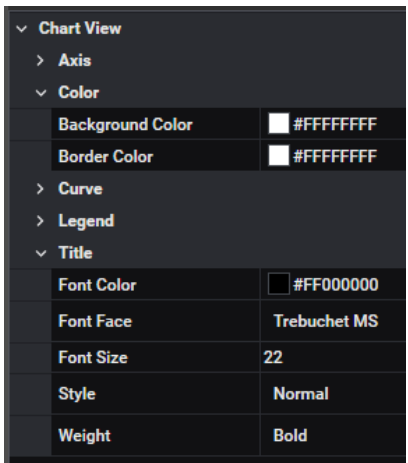 Chart View
Axis
Color
Background Color #FFFFFFFF
Border Color #FFFFFFFF
Curve
Legend
Title
Font Color #FF000000
Font Face Trebuchet MS
Font Size 22
Style Normal
Weight Bold